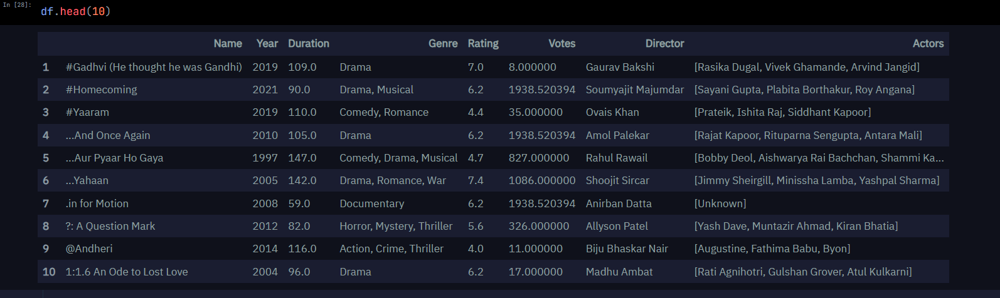 In [28]:
df.head(10)
Name Year Duration Genre Rating Votes Director Actors
1 #Gadhvi (He thought he was Gandhi) 2019 109.0 Drama 7.0 8.000000 Gaurav Bakshi [Rasika Dugal, Vivek Ghamande, Arvind Jangid]
2 #Homecoming 2021 90.0 Drama, Musical 6.2 1938.520394 Soumyajit Majumdar [Sayani Gupta, Plabita Borthakur, Roy Angana]
3 #Yaaram 2019 110.0 Comedy, Romance 4.4 35.000000 Ovais Khan [Prateik, Ishita Raj, Siddhant Kapoor]
4 ...And Once Again 2010 105.0 Drama 6.2 1938.520394 Amol Palekar [Rajat Kapoor, Rituparna Sengupta, Antara Mali]
5 ...Aur Pyaar Ho Gaya 1997 147.0 Comedy, Drama, Musical 4.7 827.000000 Rahul Rawail [Bobby Deol, Aishwarya Rai Bachchan, Shammi Ka...
6 ...Yahaan 2005 142.0 Drama, Romance, War 7.4 1086.000000 Shoojit Sircar [Jimmy Sheirgill, Minissha Lamba, Yashpal Sharma]
7 .in for Motion 2008 59.0 Documentary 6.2 1938.520394 Anirban Datta [Unknown]
8 ?: A Question Mark 2012 82.0 Horror, Mystery, Thriller 5.6 326.000000 Allyson Patel [Yash Dave, Muntazir Ahmad, Kiran Bhatia]
9 @Andheri 2014 116.0 Action, Crime, Thriller 4.0 11.000000 Biju Bhaskar Nair [Augustine, Fathima Babu, Byon]
10 1:1.6 An Ode to Lost Love 2004 96.0 Drama 6.2 17.000000 Madhu Ambat [Rati Agnihotri, Gulshan Grover, Atul Kulkarni]